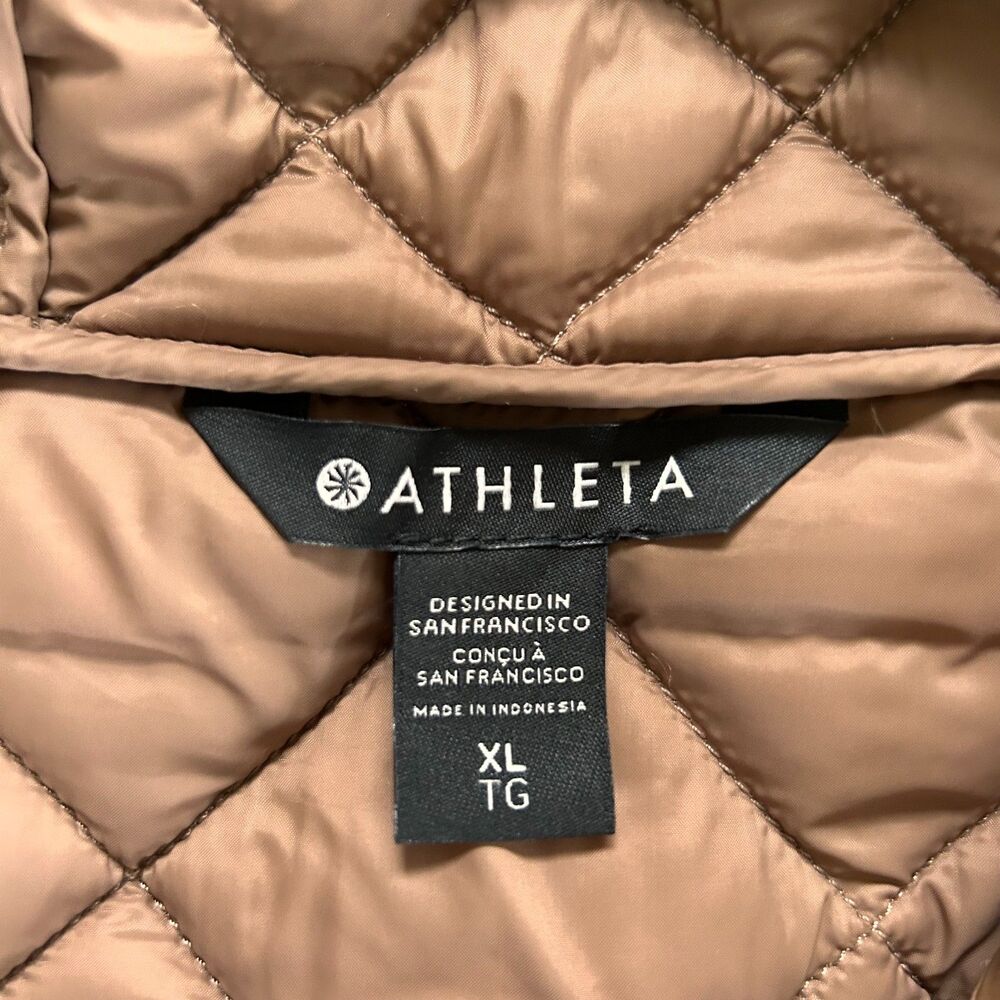 ATHLETA
DESIGNED IN
SAN FRANCISCO
CONÇU À
SAN FRANCISCO
MADE IN INDONESIA
XL
TG